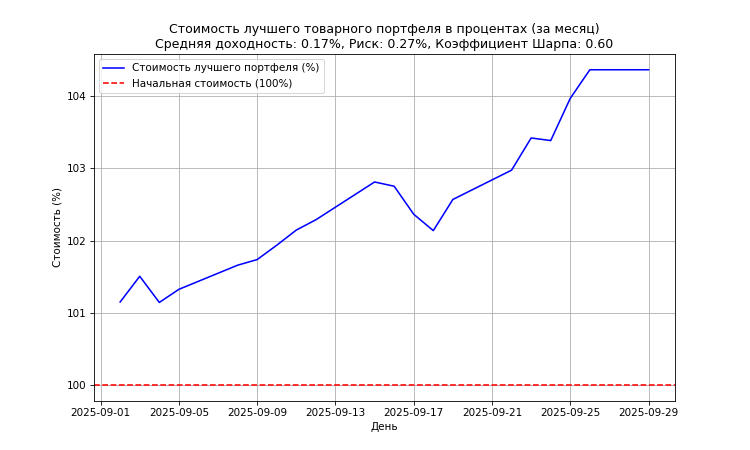 Стоимость лучшего товарного портфеля в процентах (за месяц)
Средняя доходность: 0.17%, Риск: 0.27%, Коэффициент Шарпа: 0.60
Стоимость лучшего портфеля (%)
Начальная стоимость (100%)
Стоимость (%)
104
103
102
101
100
2025-09-01 2025-09-05 2025-09-09 2025-09-13 2025-09-17 2025-09-21 2025-09-25 2025-09-29
День